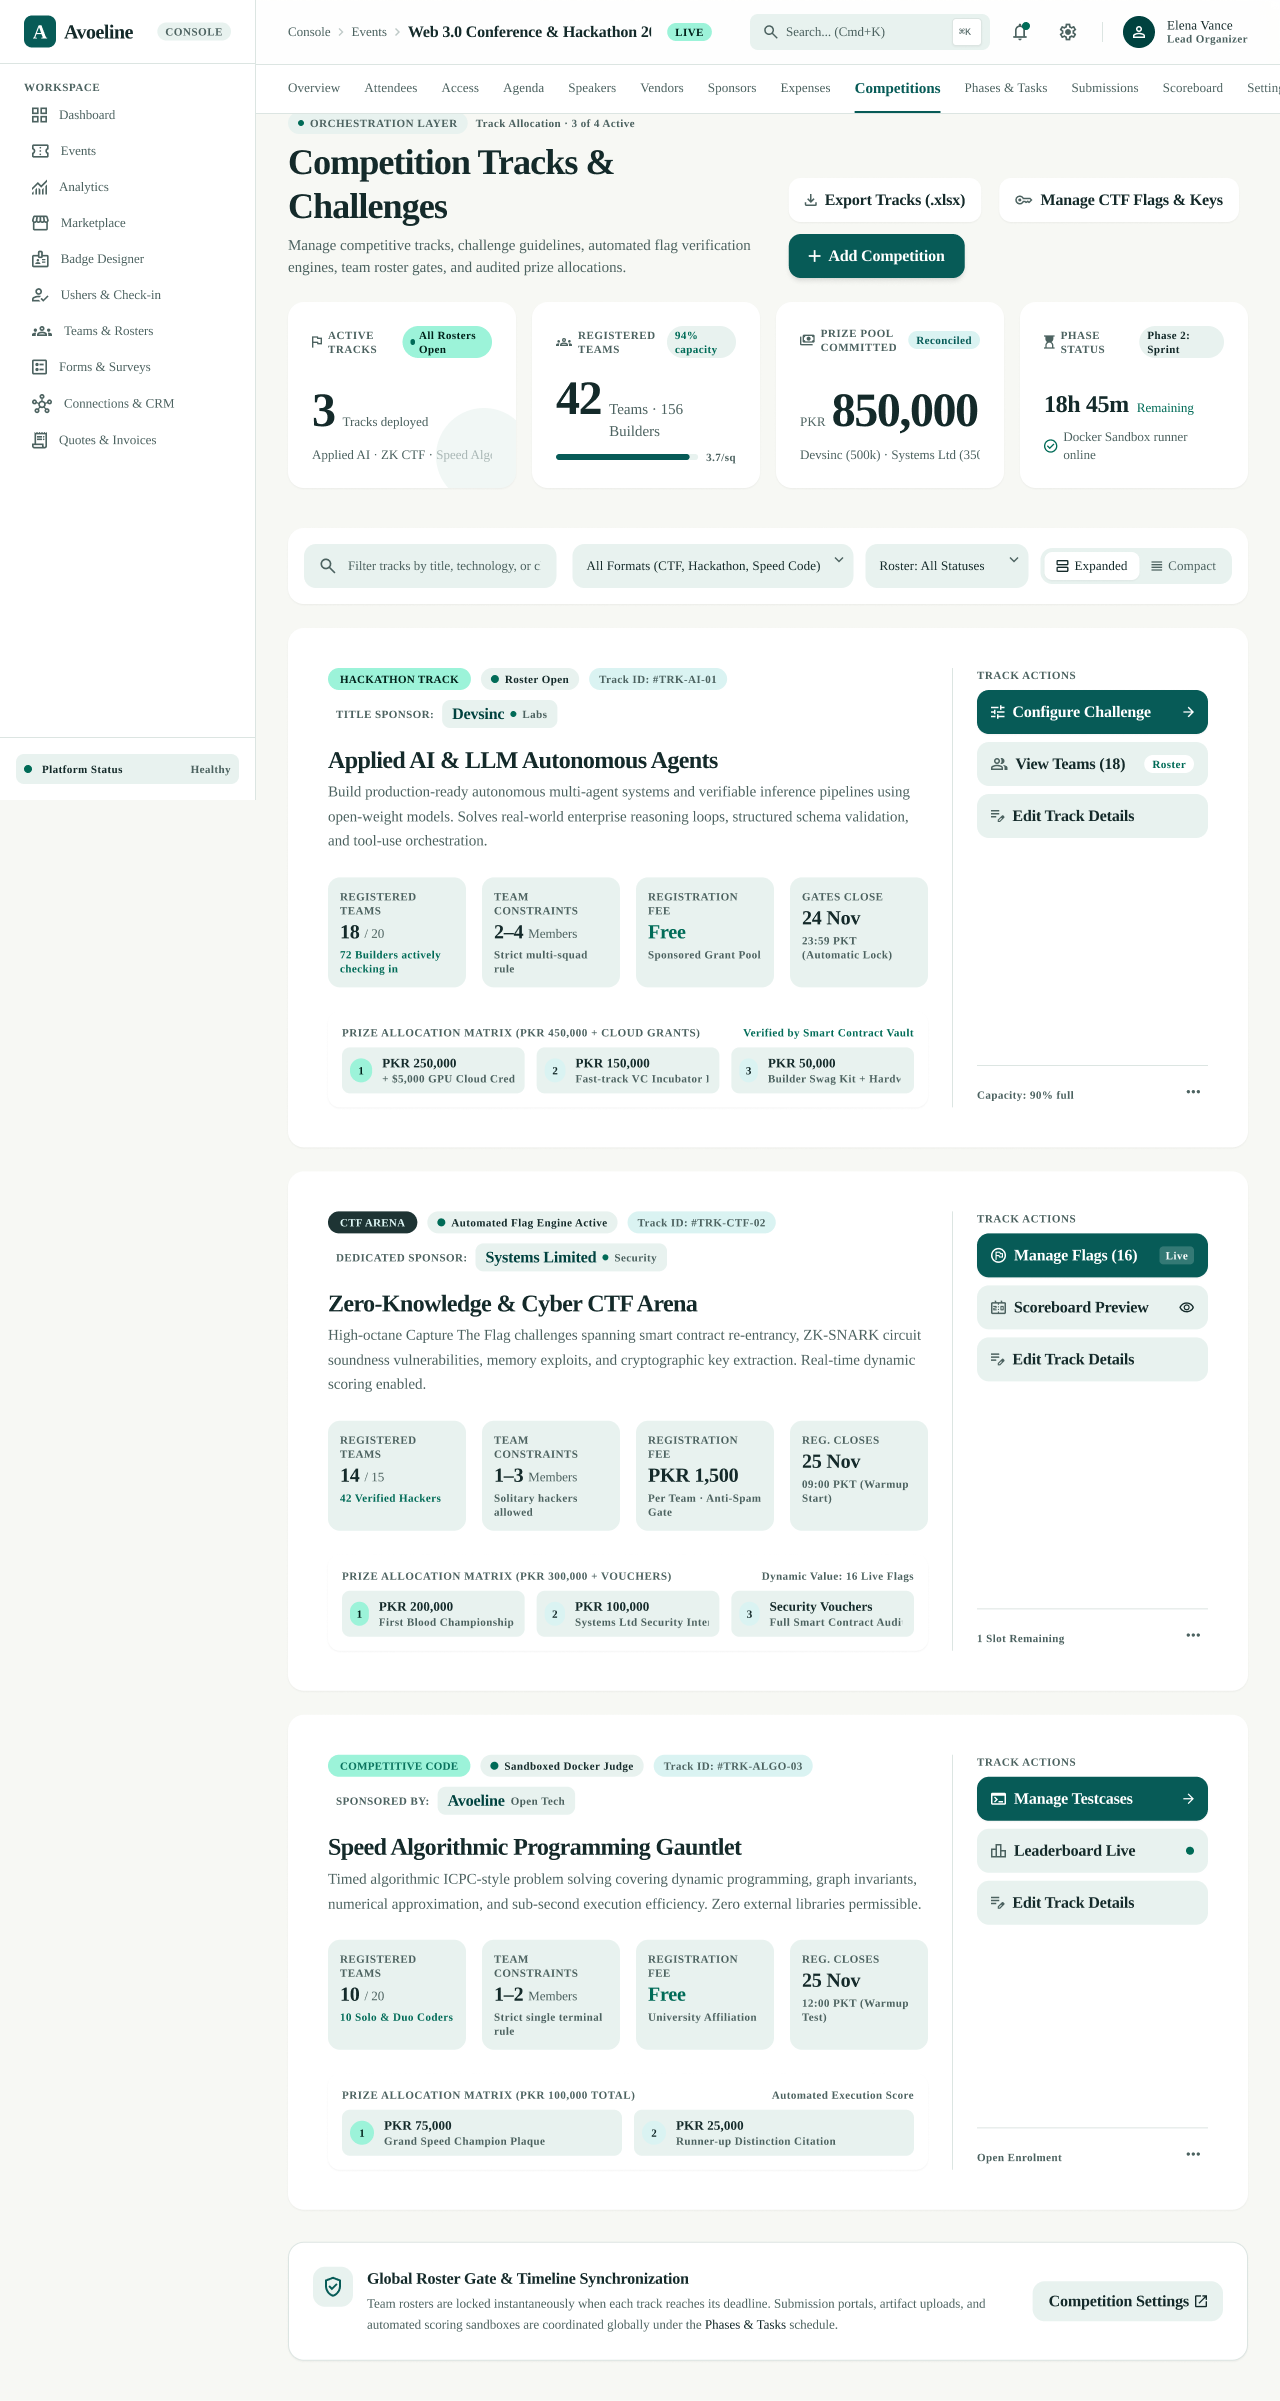 A Avoeline CONSOLE
WORKSPACE
Dashboard
Events
Analytics
Marketplace
Badge Designer
Ushers & Check-in
Teams & Rosters
Forms & Surveys
Connections & CRM
Quotes & Invoices
Platform Status Healthy
Console Events Web 3.0 Conference & Hackathon LIVE
Search... (Cmd+K) ⌘K
Elena Vance
Lead Organizer
Overview Attendees Access Agenda Speakers Vendors Sponsors Expenses Competitions Phases & Tasks Submissions Scoreboard Settin
ORCHESTRATION LAYER Track Allocation · 3 of 4 Active
Competition Tracks &
Challenges
Manage competitive tracks, challenge guidelines, automated flag verification
engines, team roster gates, and audited prize allocations.
Export Tracks (.xlsx) Manage CTF Flags & Keys
Add Competition
ACTIVE
TRACKS
All Rosters
Open
3 Tracks deployed
Applied AI · ZK CTF · Speed Alg
REGISTERED
TEAMS
94%
capacity
42 Teams · 156
Builders
3.7/sq
PRIZE POOL
COMMITTED
Reconciled
PKR 850,000
Devsinc (500k) · Systems Ltd (350
PHASE
STATUS
Phase 2:
Sprint
18h 45m Remaining
Docker Sandbox runner
online
Filter tracks by title, technology, or c
All Formats (CTF, Hackathon, Speed Code)
Roster: All Statuses
Expanded Compact
HACKATHON TRACK Roster Open Track ID: #TRK-AI-01
TITLE SPONSOR: Devsinc Labs
Applied AI & LLM Autonomous Agents
Build production-ready autonomous multi-agent systems and verifiable inference pipelines using
open-weight models. Solves real-world enterprise reasoning loops, structured schema validation,
and tool-use orchestration.
REGISTERED
TEAMS
18 / 20
72 Builders actively
checking in
TEAM
CONSTRAINTS
2–4 Members
Strict multi-squad
rule
REGISTRATION
FEE
Free
Sponsored Grant Pool
GATES CLOSE
24 Nov
23:59 PKT
(Automatic Lock)
PRIZE ALLOCATION MATRIX (PKR 450,000 + CLOUD GRANTS) Verified by Smart Contract Vault
1 PKR 250,000
+ $5,000 GPU Cloud Cred
2 PKR 150,000
Fast-track VC Incubator
3 PKR 50,000
Builder Swag Kit + Hardw
TRACK ACTIONS
Configure Challenge
View Teams (18) Roster
Edit Track Details
Capacity: 90% full
CTF ARENA Automated Flag Engine Active Track ID: #TRK-CTF-02
DEDICATED SPONSOR: Systems Limited Security
Zero-Knowledge & Cyber CTF Arena
High-octane Capture The Flag challenges spanning smart contract re-entrancy, ZK-SNARK circuit
soundness vulnerabilities, memory exploits, and cryptographic key extraction. Real-time dynamic
scoring enabled.
REGISTERED
TEAMS
14 / 15
42 Verified Hackers
TEAM
CONSTRAINTS
1–3 Members
Solitary hackers
allowed
REGISTRATION
FEE
PKR 1,500
Per Team · Anti-Spam
Gate
REG. CLOSES
25 Nov
09:00 PKT (Warmup
Start)
PRIZE ALLOCATION MATRIX (PKR 300,000 + VOUCHERS) Dynamic Value: 16 Live Flags
1 PKR 200,000
First Blood Championship
2 PKR 100,000
Systems Ltd Security Inte
3 Security Vouchers
Full Smart Contract Audi
TRACK ACTIONS
Manage Flags (16) Live
Scoreboard Preview
Edit Track Details
1 Slot Remaining
COMPETITIVE CODE Sandboxed Docker Judge Track ID: #TRK-ALGO-03
SPONSORED BY: Avoeline Open Tech
Speed Algorithmic Programming Gauntlet
Timed algorithmic ICPC-style problem solving covering dynamic programming, graph invariants,
numerical approximation, and sub-second execution efficiency. Zero external libraries permissible.
REGISTERED
TEAMS
10 / 20
10 Solo & Duo Coders
TEAM
CONSTRAINTS
1–2 Members
Strict single terminal
rule
REGISTRATION
FEE
Free
University Affiliation
REG. CLOSES
25 Nov
12:00 PKT (Warmup
Test)
PRIZE ALLOCATION MATRIX (PKR 100,000 TOTAL) Automated Execution Score
1 PKR 75,000
Grand Speed Champion Plaque
2 PKR 25,000
Runner-up Distinction Citation
TRACK ACTIONS
Manage Testcases
Leaderboard Live
Edit Track Details
Open Enrolment
Global Roster Gate & Timeline Synchronization
Team rosters are locked instantaneously when each track reaches its deadline. Submission portals, artifact uploads, and
automated scoring sandboxes are coordinated globally under the Phases & Tasks schedule.
Competition Settings